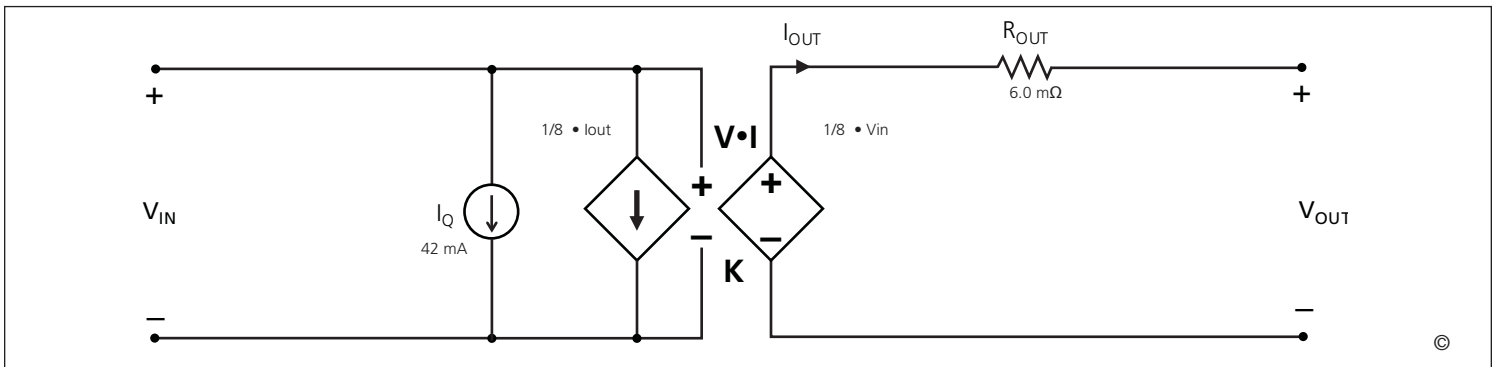 I_OUT
R_OUT
6.0 mΩ
+
+
1/8 • Iout
V•I
1/8 • Vin
+
+
V_IN
I_Q
42 mA
–
–
K
V_OUT
–
–
©